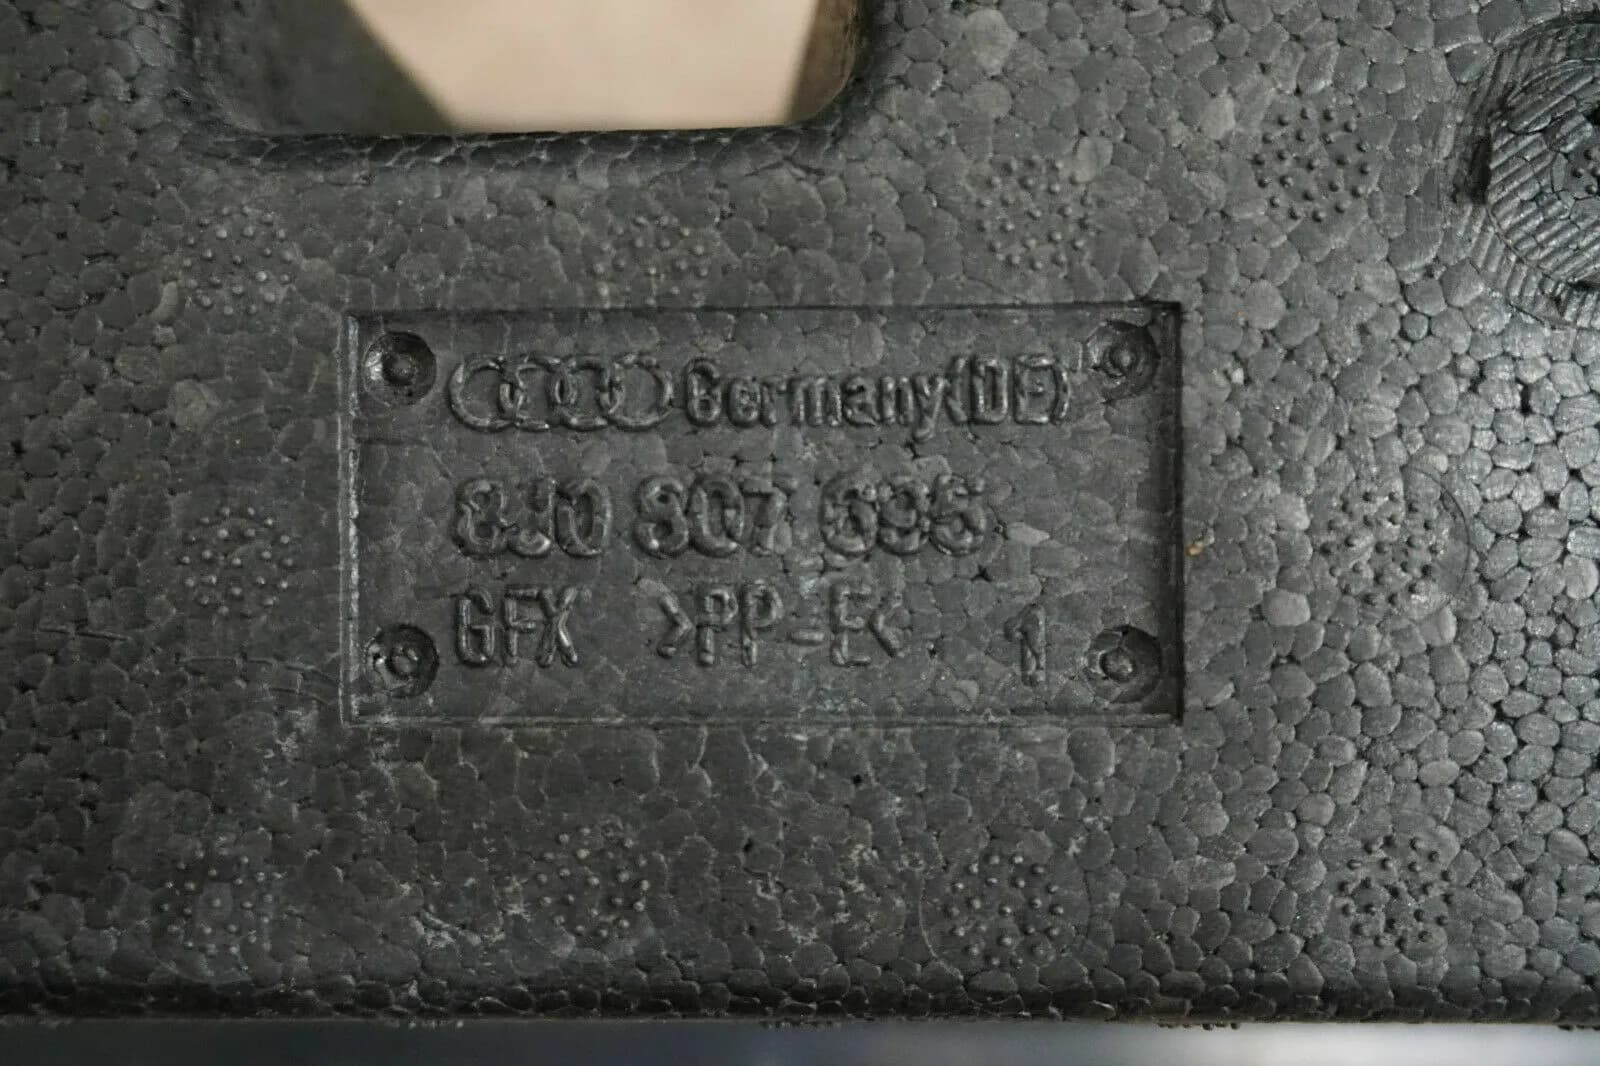 Germany(DE)
8J0 807 695
GFX >PP-E< 1